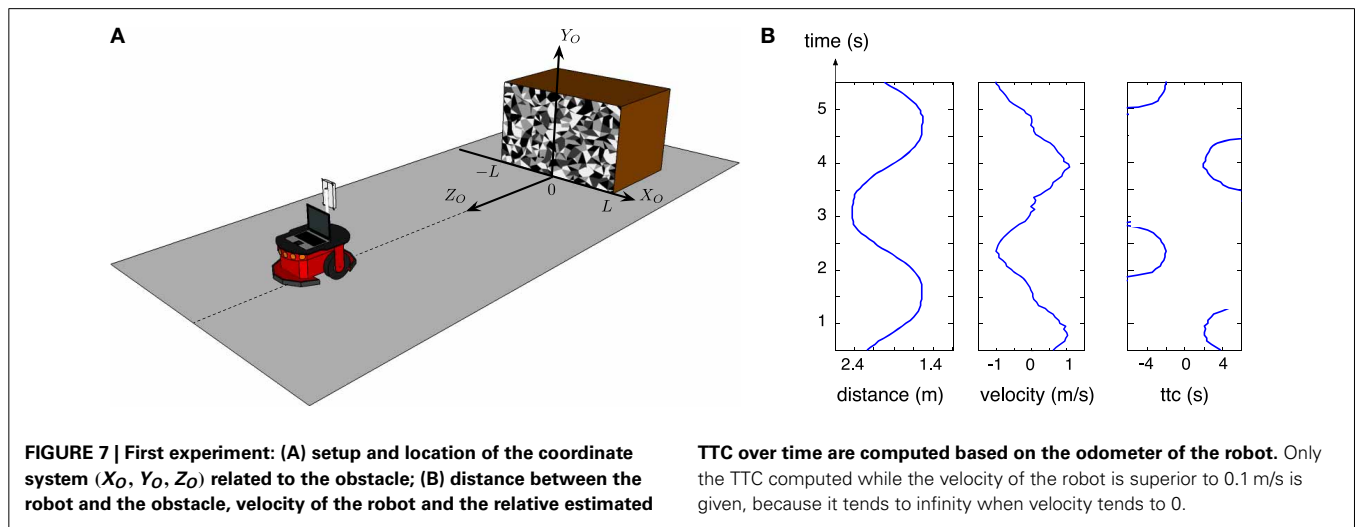 A
Y_O
-L
Z_O
0
L
X_O
B
time (s)
5
4
3
2
1
2.4 1.4
distance (m)
-1 0 1
velocity (m/s)
-4 0 4
ttc (s)
FIGURE 7 | First experiment: (A) setup and location of the coordinate
system (X_O, Y_O, Z_O) related to the obstacle; (B) distance between the
robot and the obstacle, velocity of the robot and the relative estimated
TTC over time are computed based on the odometer of the robot. Only
the TTC computed while the velocity of the robot is superior to 0.1 m/s is
given, because it tends to infinity when velocity tends to 0.